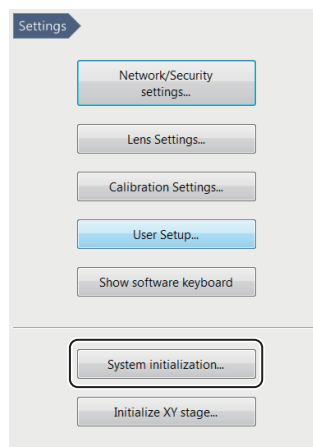 Settings
Network/Security
settings...
Lens Settings...
Calibration Settings...
User Setup...
Show software keyboard
System initialization...
Initialize XY stage...